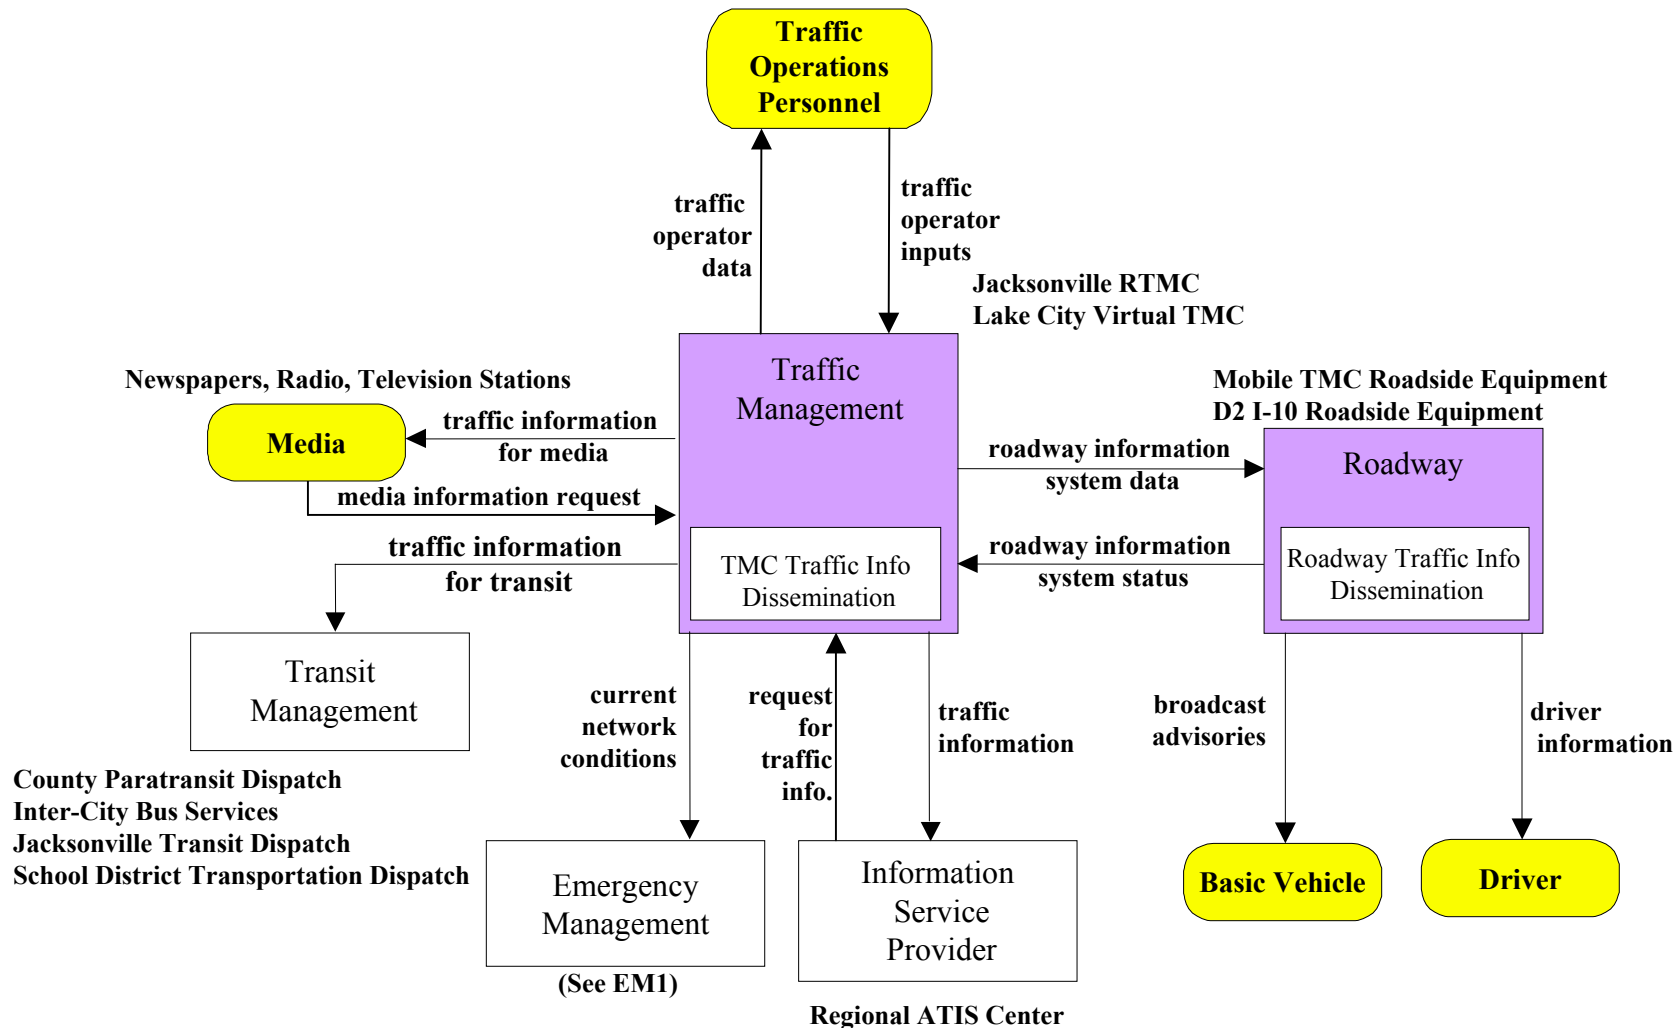 Traffic
Operations
Personnel
traffic
operator
data
traffic
operator
inputs
Jacksonville RTMC
Lake City Virtual TMC
Newspapers, Radio, Television Stations
Media
traffic information
for media
media information request
traffic information
for transit
Traffic
Management
TMC Traffic Info
Dissemination
roadway information
system data
roadway information
system status
Mobile TMC Roadside Equipment
D2 I-10 Roadside Equipment
Roadway
Roadway Traffic Info
Dissemination
Transit
Management
County Paratransit Dispatch
Inter-City Bus Services
Jacksonville Transit Dispatch
School District Transportation Dispatch
current
network
conditions
request
for
traffic
info.
traffic
information
broadcast
advisories
driver
information
Emergency
Management
(See EM1)
Information
Service
Provider
Regional ATIS Center
Basic Vehicle
Driver